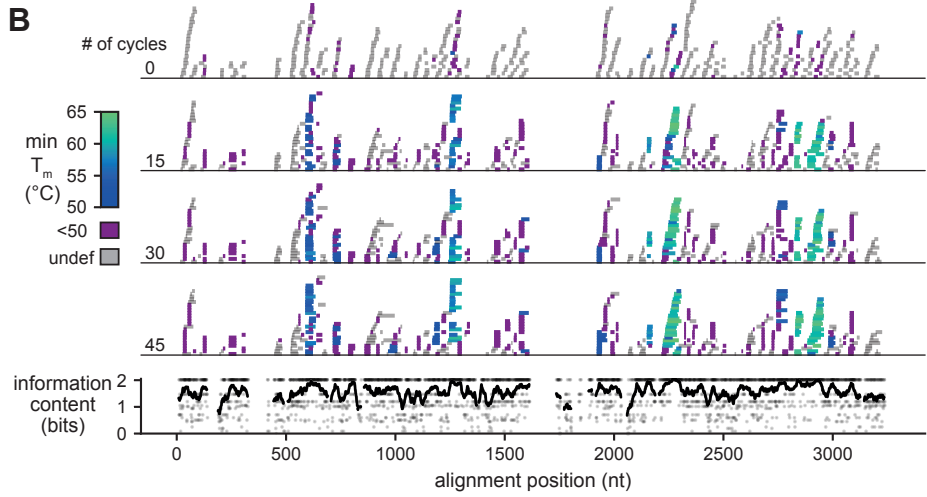 B
# of cycles
0
65
min
60
T_m
55
(°C)
50
<50
undef
15
30
45
information
content
(bits)
2
1
0
0 500 1000 1500 2000 2500 3000
alignment position (nt)